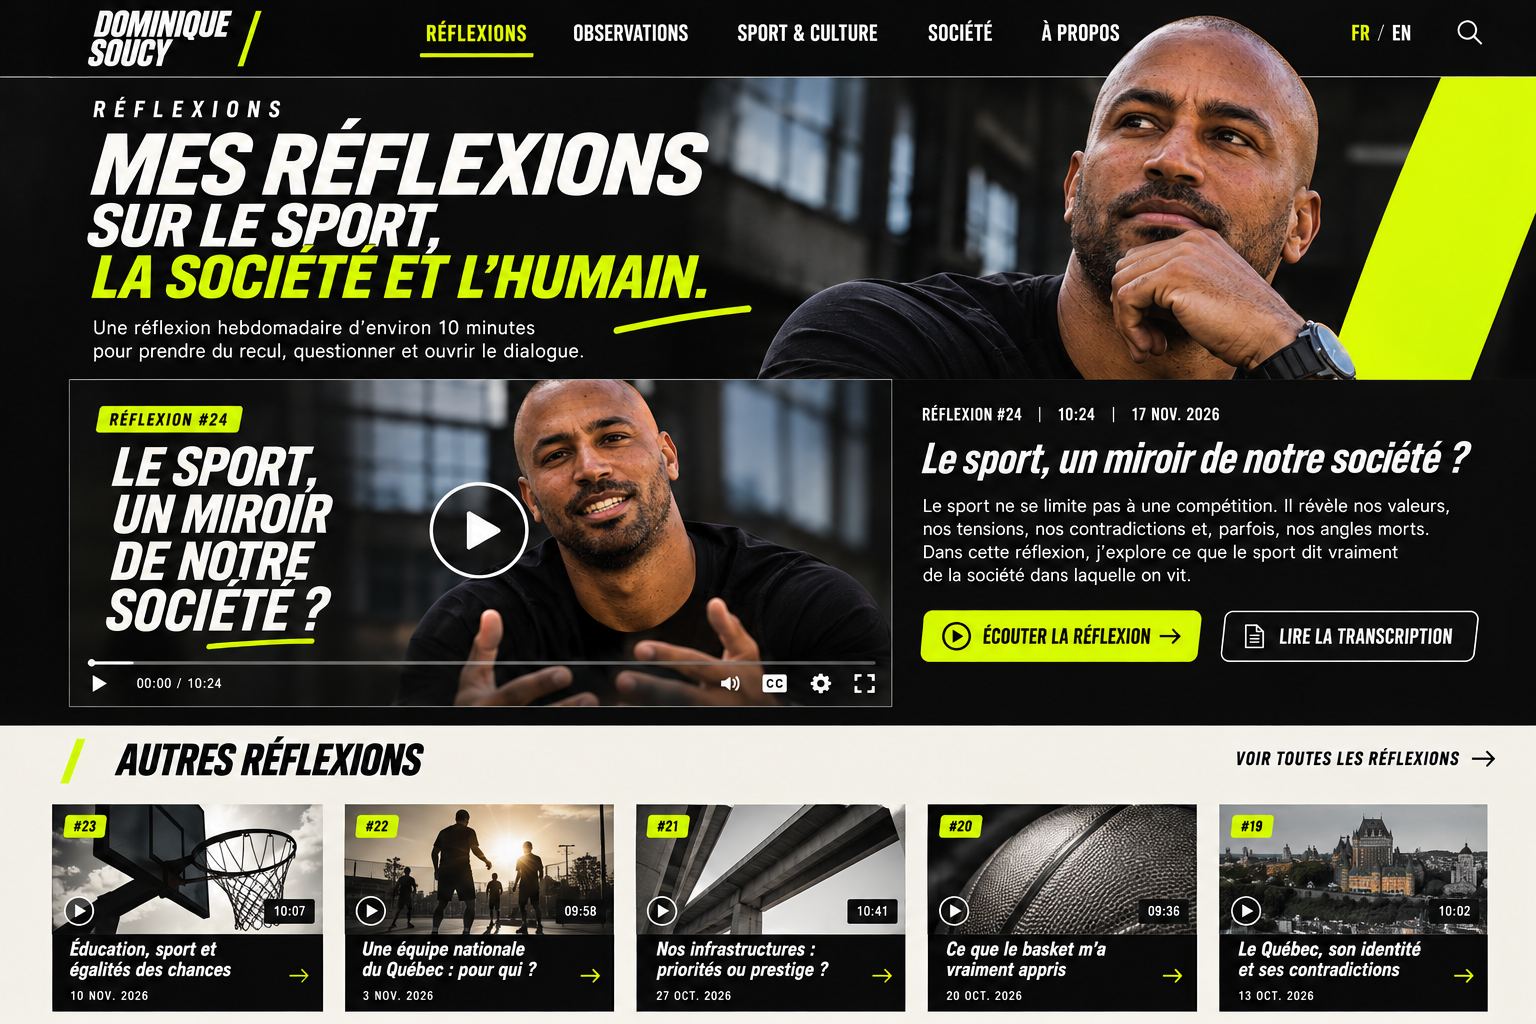 DOMINIQUE
SOUCY
RÉFLEXIONS
OBSERVATIONS
SPORT & CULTURE
SOCIÉTÉ
À PROPOS
FR / EN
RÉFLEXIONS
MES RÉFLEXIONS
SUR LE SPORT,
LA SOCIÉTÉ ET L’HUMAIN.
Une réflexion hebdomadaire d’environ 10 minutes
pour prendre du recul, questionner et ouvrir le dialogue.
RÉFLEXION #24
LE SPORT,
UN MIROIR
DE NOTRE
SOCIÉTÉ ?
00:00 / 10:24
CC
RÉFLEXION #24 | 10:24 | 17 NOV. 2026
Le sport, un miroir de notre société ?
Le sport ne se limite pas à une compétition. Il révèle nos valeurs,
nos tensions, nos contradictions et, parfois, nos angles morts.
Dans cette réflexion, j’explore ce que le sport dit vraiment
de la société dans laquelle on vit.
ÉCOUTER LA RÉFLEXION →
LIRE LA TRANSCRIPTION
AUTRES RÉFLEXIONS
VOIR TOUTES LES RÉFLEXIONS →
#23
10:07
Éducation, sport et
égalités des chances
10 NOV. 2026
#22
09:58
Une équipe nationale
du Québec : pour qui ?
3 NOV. 2026
#21
10:41
Nos infrastructures :
priorités ou prestige ?
27 OCT. 2026
#20
09:36
Ce que le basket m’a
vraiment appris
20 OCT. 2026
#19
10:02
Le Québec, son identité
et ses contradictions
13 OCT. 2026